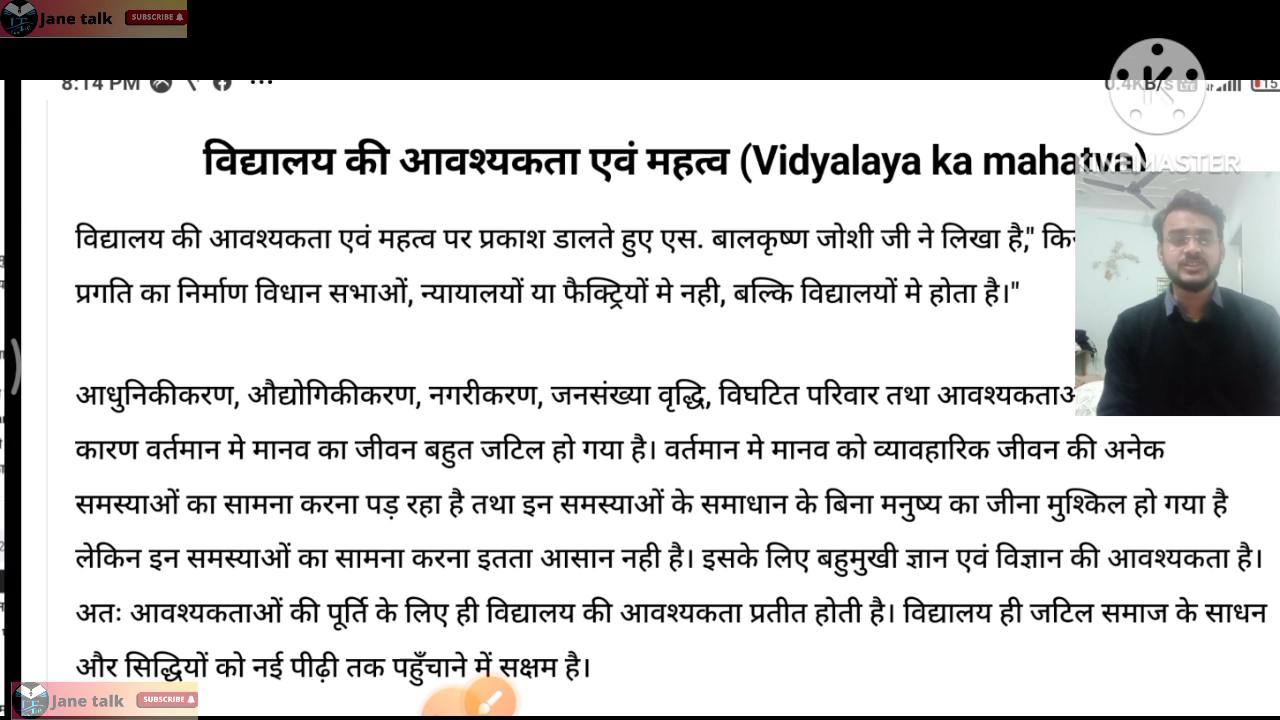 Jane talk SUBSCRIBE
8:14 PM 0.4KB/s 15
KINEMASTER
विद्यालय की आवश्यकता एवं महत्व (Vidyalaya ka mahatva)
विद्यालय की आवश्यकता एवं महत्व पर प्रकाश डालते हुए एस. बालकृष्ण जोशी जी ने लिखा है,"
प्रगति का निर्माण विधान सभाओं, न्यायालयों या फैक्ट्रियों मे नही, बल्कि विद्यालयों मे होता है।"
आधुनिकीकरण, औद्योगिकीकरण, नगरीकरण, जनसंख्या वृद्धि, विघटित परिवार तथा
कारण वर्तमान मे मानव का जीवन बहुत जटिल हो गया है। वर्तमान मे मानव को व्यावहारिक जीवन की अनेक
समस्याओं का सामना करना पड़ रहा है तथा इन समस्याओं के समाधान के बिना मनुष्य का जीना मुश्किल हो गया है
लेकिन इन समस्याओं का सामना करना इतता आसान नही है। इसके लिए बहुमुखी ज्ञान एवं विज्ञान की आवश्यकता है।
अतः आवश्यकताओं की पूर्ति के लिए ही विद्यालय की आवश्यकता प्रतीत होती है। विद्यालय ही जटिल समाज के साधन
और सिद्धियों को नई पीढ़ी तक पहुँचाने में सक्षम है।
Jane talk SUBSCRIBE